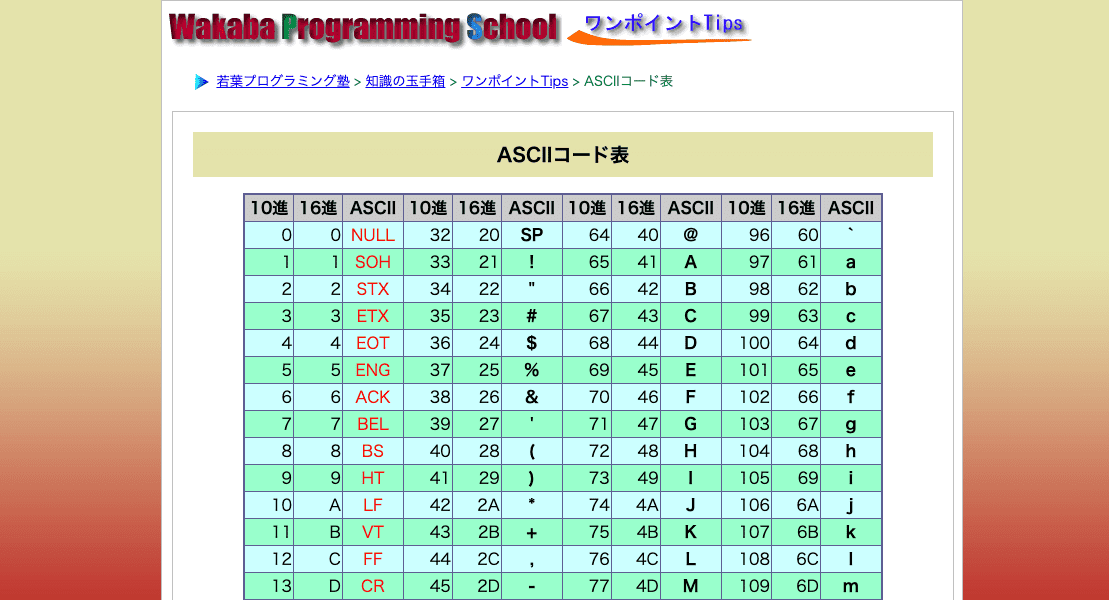 Wakaba Programming School ワンポイントTips
若葉プログラミング塾 > 知識の玉手箱 > ワンポイントTips > ASCIIコード表
ASCIIコード表
10進 16進 ASCII 10進 16進 ASCII 10進 16進 ASCII 10進 16進 ASCII
0 0 NULL 32 20 SP 64 40 @ 96 60 `
1 1 SOH 33 21 ! 65 41 A 97 61 a
2 2 STX 34 22 " 66 42 B 98 62 b
3 3 ETX 35 23 # 67 43 C 99 63 c
4 4 EOT 36 24 $ 68 44 D 100 64 d
5 5 ENG 37 25 % 69 45 E 101 65 e
6 6 ACK 38 26 & 70 46 F 102 66 f
7 7 BEL 39 27 ' 71 47 G 103 67 g
8 8 BS 40 28 ( 72 48 H 104 68 h
9 9 HT 41 29 ) 73 49 I 105 69 i
10 A LF 42 2A * 74 4A J 106 6A j
11 B VT 43 2B + 75 4B K 107 6B k
12 C FF 44 2C , 76 4C L 108 6C l
13 D CR 45 2D - 77 4D M 109 6D m